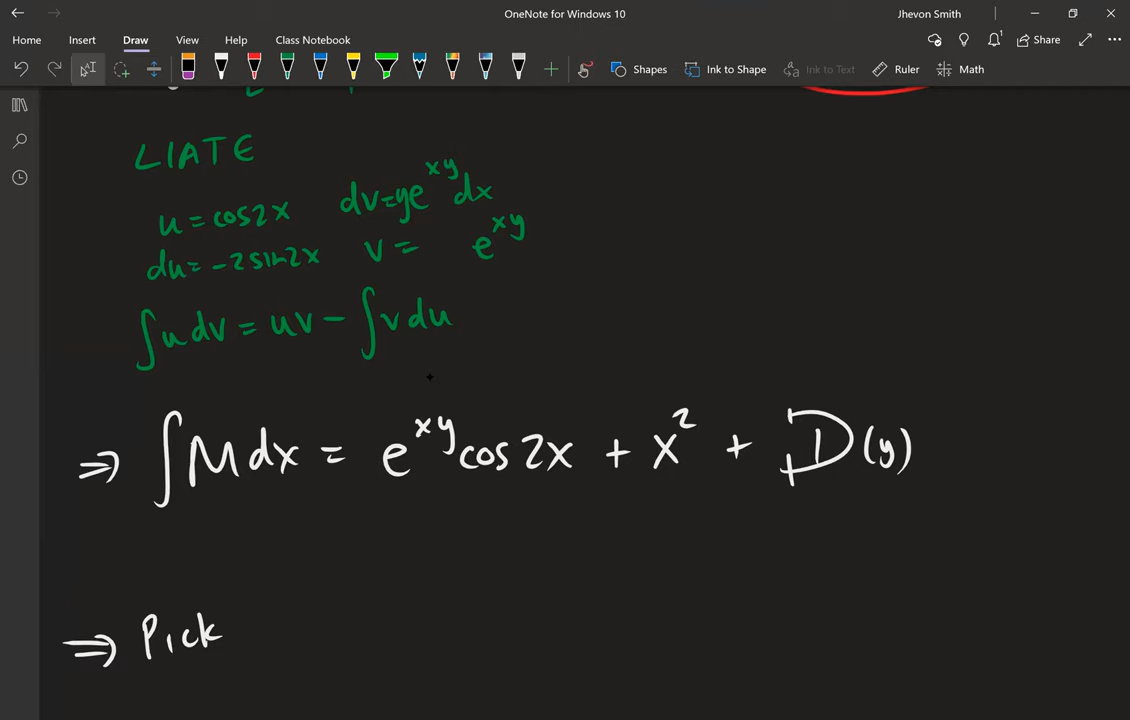 OneNote for Windows 10
Jhevon Smith
Home Insert Draw View Help Class Notebook
Share
Shapes Ink to Shape Ink to Text Ruler Math
LIATE
u = cos2x dv = ye^{xy} dx
du = -2sin2x v = e^{xy}
∫u dv = uv - ∫v du
⇒ ∫M dx = e^{xy} cos 2x + x^2 + D(y)
⇒ Pick